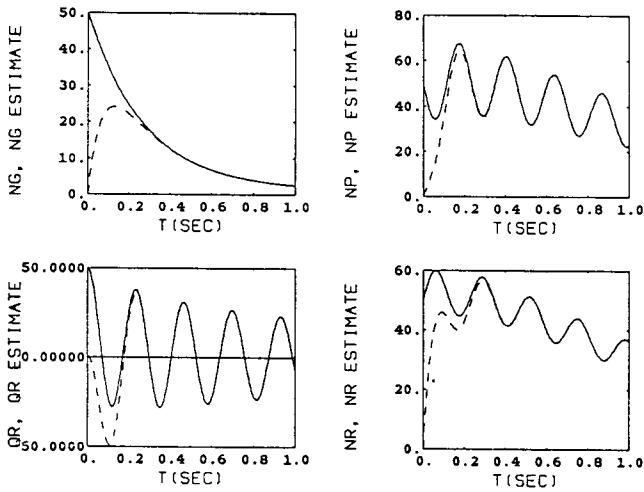 NG, NG ESTIMATE
50.
40.
30.
20.
10.
0.
0. 0.2 0.4 0.6 0.8 1.0
T(SEC)
NP, NP ESTIMATE
80.
60.
40.
20.
0.
0. 0.2 0.4 0.6 0.8 1.0
T(SEC)
QR, QR ESTIMATE
50.0000
0.00000
50.0000
0. 0.2 0.4 0.6 0.8 1.0
T(SEC)
NR, NR ESTIMATE
60.
40.
20.
0.
0. 0.2 0.4 0.6 0.8 1.0
T(SEC)